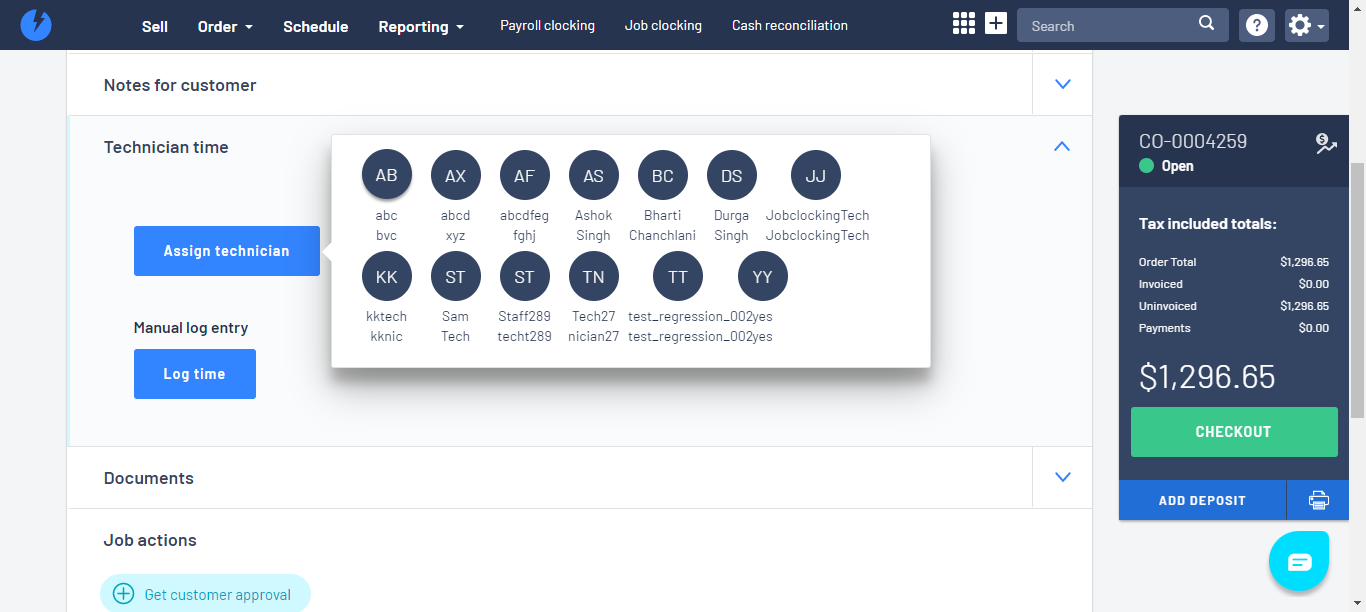 Sell Order Schedule Reporting Payroll clocking Job clocking Cash reconciliation Search
Notes for customer
Technician time
AB AX AF AS BC DS JJ
abc abcd abcdfeg Ashok Bharti Durga JobclockingTech
bvc xyz fghj Singh Chanchlani Singh JobclockingTech
KK ST ST TN TT YY
kktech Sam Staff289 Tech27 test_regression_002 yes
kknic Tech techt289 nician27 test_regression_002 yes
Assign technician
Manual log entry
Log time
Documents
Job actions
Get customer approval
CO-0004259
Open
Tax included totals:
Order Total $1,296.65
Invoiced $0.00
Uninvoiced $1,296.65
Payments $0.00
$1,296.65
CHECKOUT
ADD DEPOSIT